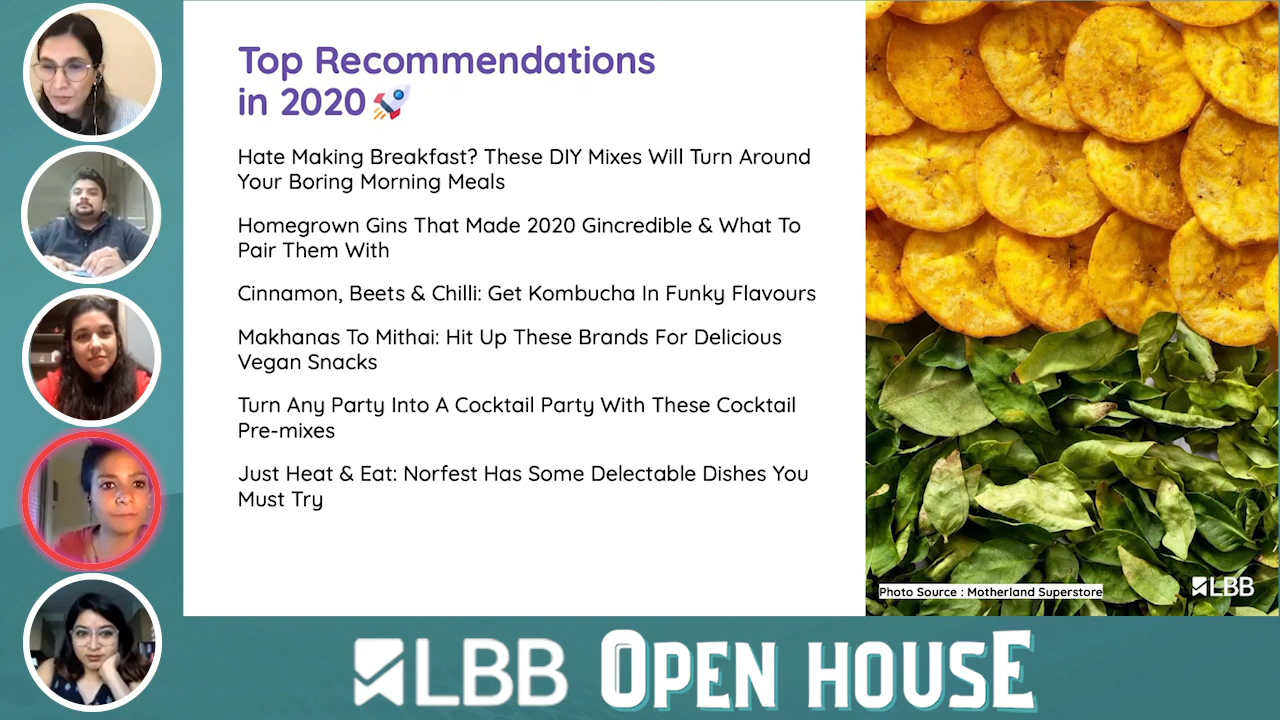 Top Recommendations
in 2020
Hate Making Breakfast? These DIY Mixes Will Turn Around
Your Boring Morning Meals
Homegrown Gins That Made 2020 Gincredible & What To
Pair Them With
Cinnamon, Beets & Chilli: Get Kombucha In Funky Flavours
Makhanas To Mithai: Hit Up These Brands For Delicious
Vegan Snacks
Turn Any Party Into A Cocktail Party With These Cocktail
Pre-mixes
Just Heat & Eat: Norfest Has Some Delectable Dishes You
Must Try
Photo Source : Motherland Superstore
LBB
LBB OPEN HOUSE